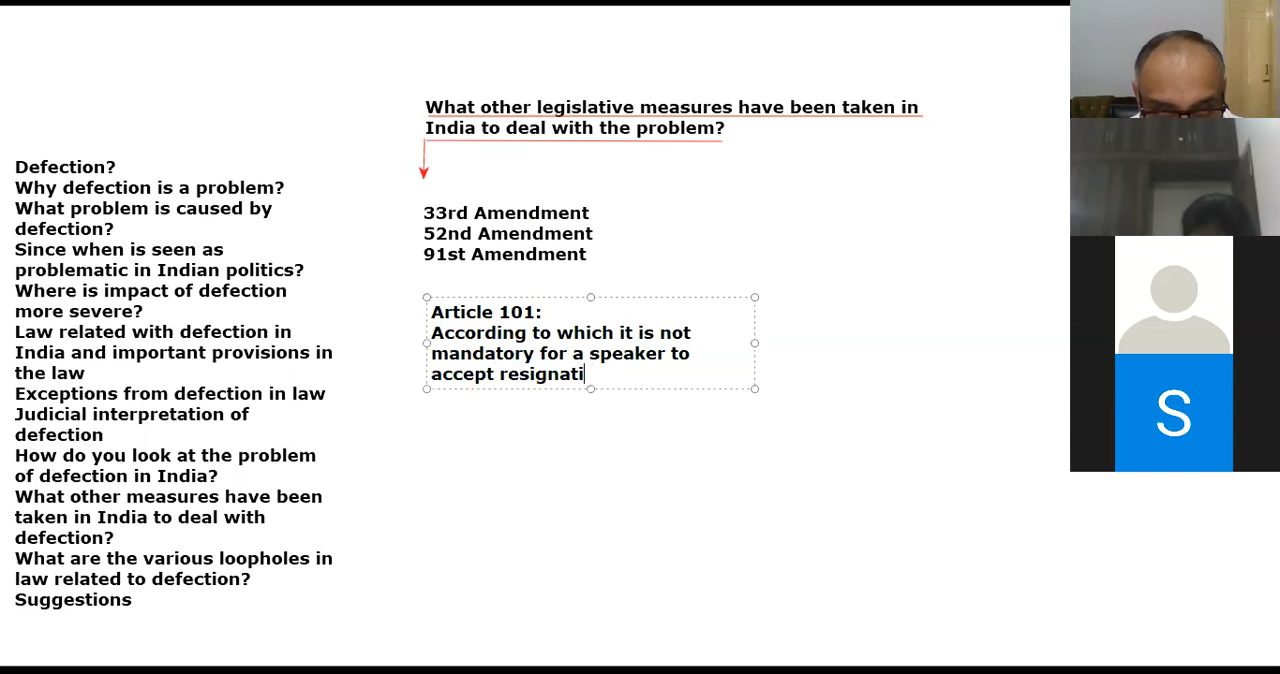 What other legislative measures have been taken in
India to deal with the problem?
Defection?
Why defection is a problem?
What problem is caused by
defection?
Since when is seen as
problematic in Indian politics?
Where is impact of defection
more severe?
Law related with defection in
India and important provisions in
the law
Exceptions from defection in law
Judicial interpretation of
defection
How do you look at the problem
of defection in India?
What other measures have been
taken in India to deal with
defection?
What are the various loopholes in
law related to defection?
Suggestions
33rd Amendment
52nd Amendment
91st Amendment
Article 101:
According to which it is not
mandatory for a speaker to
accept resignati
S